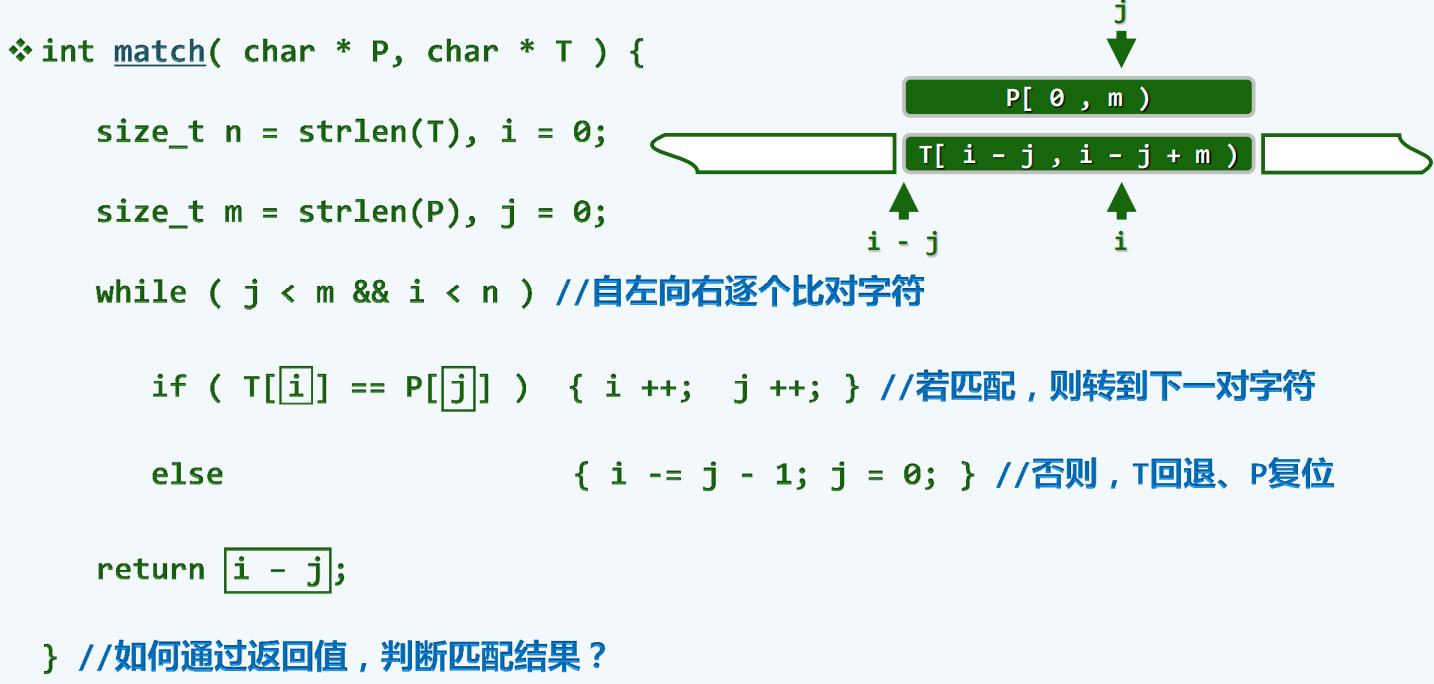 ❖ int match( char * P, char * T ) {
size_t n = strlen(T), i = 0;
size_t m = strlen(P), j = 0;
while ( j < m && i < n ) //自左向右逐个比对字符
if ( T[i] == P[j] ) { i ++; j ++; } //若匹配，则转到下一对字符
else { i -= j - 1; j = 0; } //否则，T回退、P复位
return i – j;
} //如何通过返回值，判断匹配结果？
j
P[ 0 , m )
T[ i – j , i – j + m )
i - j
i